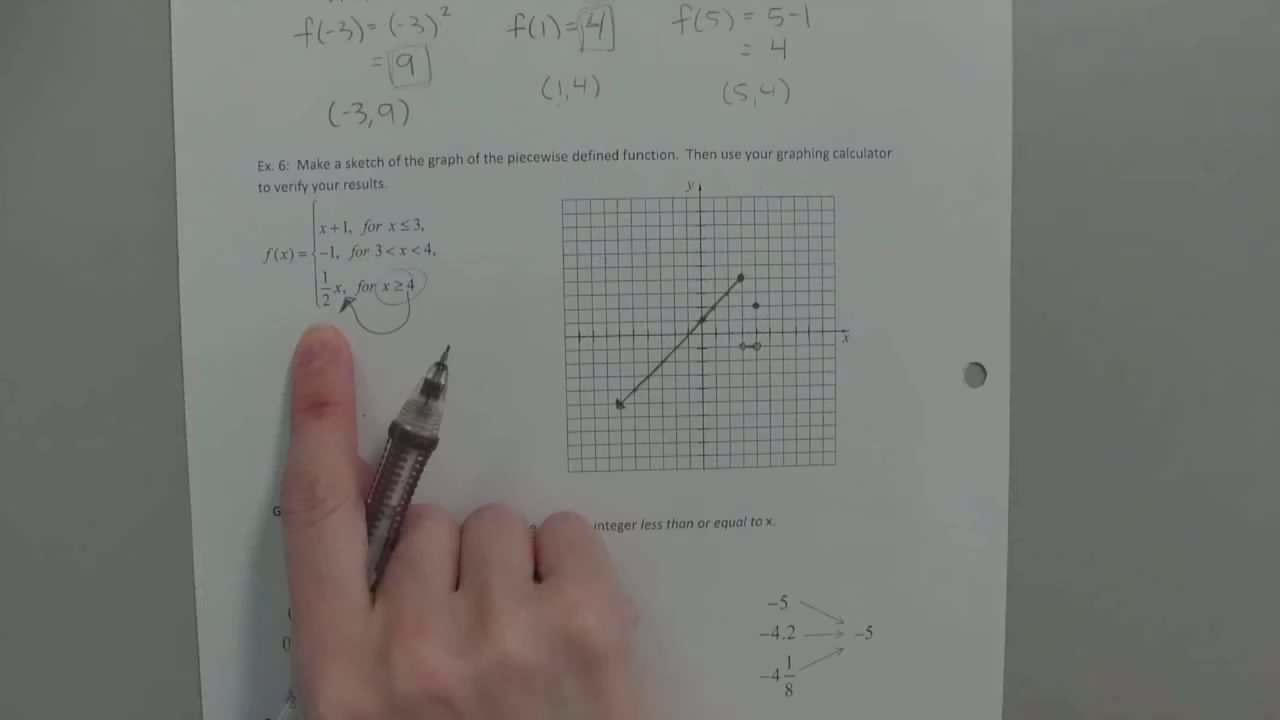 f(-3) = (-3)² f(1) = 4 f(5) = 5-1
= 9 = 4
(-3,9) (1,4) (5,4)
Ex. 6: Make a sketch of the graph of the piecewise defined function. Then use your graphing calculator
to verify your results.
y
x+1, for x ≤ 3,
f(x) = { -1, for 3 < x < 4,
1/2 x, for x ≥ 4
x
G
integer less than or equal to x.
-5
-4.2 → -5
-4 1/8